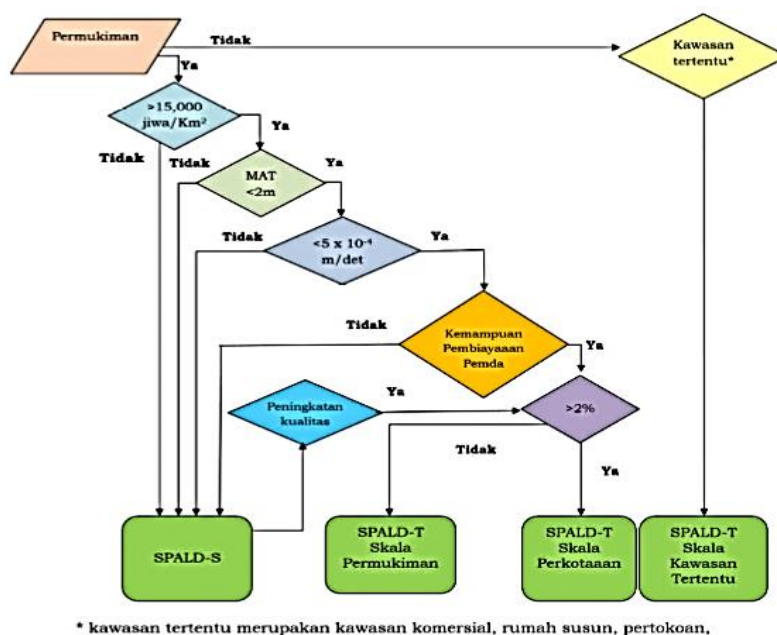 Permukiman
Tidak
Kawasan
tertentu*
Ya
>15,000
jiwa/Km²
Ya
Tidak
Tidak
MAT
<2m
Ya
Tidak
<5 x 10⁻⁴
m/det
Ya
Tidak
Kemampuan
Pembiayaaan
Pemda
Ya
Peningkatan
kualitas
Ya
>2%
Tidak
Ya
SPALD-S
SPALD-T
Skala
Permukiman
SPALD-T
Skala
Perkotaaan
SPALD-T
Skala
Kawasan
Tertentu
* kawasan tertentu merupakan kawasan komersial, rumah susun, pertokoan,